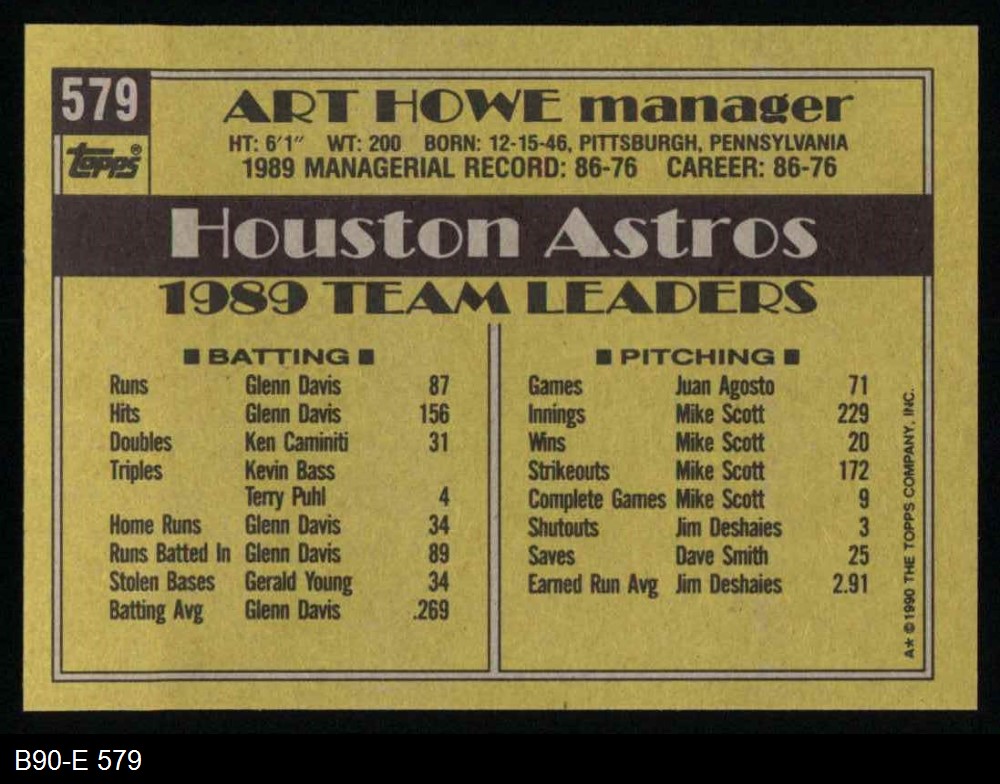 579
topps®
ART HOWE manager
HT: 6'1" WT: 200 BORN: 12-15-46, PITTSBURGH, PENNSYLVANIA
1989 MANAGERIAL RECORD: 86-76 CAREER: 86-76
Houston Astros
1989 TEAM LEADERS
■ BATTING ■
Runs Glenn Davis 87
Hits Glenn Davis 156
Doubles Ken Caminiti 31
Triples Kevin Bass
Terry Puhl 4
Home Runs Glenn Davis 34
Runs Batted In Glenn Davis 89
Stolen Bases Gerald Young 34
Batting Avg Glenn Davis .269
■ PITCHING ■
Games Juan Agosto 71
Innings Mike Scott 229
Wins Mike Scott 20
Strikeouts Mike Scott 172
Complete Games Mike Scott 9
Shutouts Jim Deshaies 3
Saves Dave Smith 25
Earned Run Avg Jim Deshaies 2.91
A* ©1990 THE TOPPS COMPANY, INC.
B90-E 579